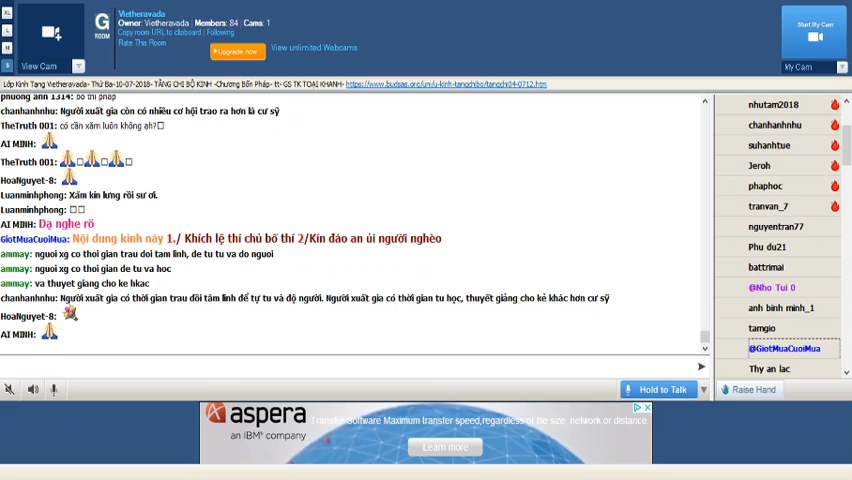 Vietheravada
Owner: Vietheravada | Members: 84 | Cams: 1
Copy room URL to clipboard | Following
Rate This Room
Upgrade now
View unlimited Webcams
XL
L
M
S
View Cam
G
ROOM
Start My Cam
My Cam
Lớp Kinh Tạng Vietheravada- Thứ Ba-10-07-2018- TĂNG CHI BỘ KINH -Chương Bốn Pháp- tt- GS TK TOẠI KHANH- https://www.budsas.org/uni/u-kinh-tangchibo/tangchi04-0712.htm
phuong anh 1314: bố thí pháp
chanhanhnhu: Người xuất gia còn có nhiều cơ hội trao ra hơn là cư sỹ
TheTruth 001: có cần xăm luôn không ạh?
AI MINH:
TheTruth 001:
HoaNguyet-8:
Luanminhphong: Xăm kín lưng rồi sư ơi.
Luanminhphong:
AI MINH: Dạ nghe rõ
GiotMuaCuoiMua: Nội dung kinh này 1./ Khích lệ thí chủ bố thí 2/Kín đáo an ủi người nghèo
ammay: nguoi xg co thoi gian trau doi tam linh, de tu tu va do nguoi
ammay: nguoi xg co thoi gian de tu va hoc
ammay: va thuyet giang cho ke hkac
chanhanhnhu: Người xuất gia có thời gian trau đôi tâm linh để tự tu và độ người. Người xuất gia có thời gian tu học, thuyết giảng cho kẻ khác hơn cư sỹ
HoaNguyet-8:
AI MINH:
nhutam2018
chanhanhnhu
suhanhtue
Jeroh
phaphoc
tranvan_7
nguyentran77
Phu du21
battrimai
@Nho Tui 0
anh binh minh_1
tamgio
@GiotMuaCuoiMua
Thy an lac
Hold to Talk
Raise Hand
aspera
an IBM® company
Transfer Software Maximum transfer speed,regardless of file size, network or distance
Learn more